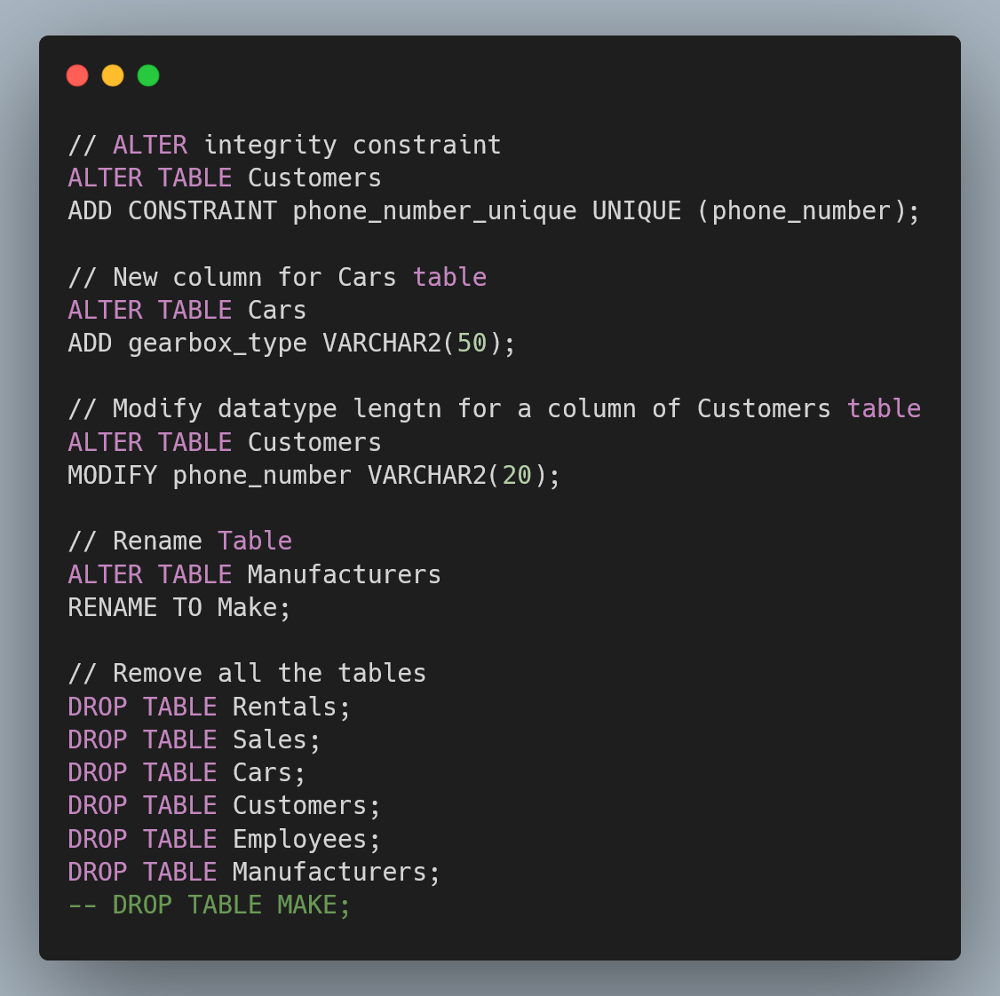 // ALTER integrity constraint
ALTER TABLE Customers
ADD CONSTRAINT phone_number_unique UNIQUE (phone_number);
// New column for Cars table
ALTER TABLE Cars
ADD gearbox_type VARCHAR2(50);
// Modify datatype lengtn for a column of Customers table
ALTER TABLE Customers
MODIFY phone_number VARCHAR2(20);
// Rename Table
ALTER TABLE Manufacturers
RENAME TO Make;
// Remove all the tables
DROP TABLE Rentals;
DROP TABLE Sales;
DROP TABLE Cars;
DROP TABLE Customers;
DROP TABLE Employees;
DROP TABLE Manufacturers;
-- DROP TABLE MAKE;